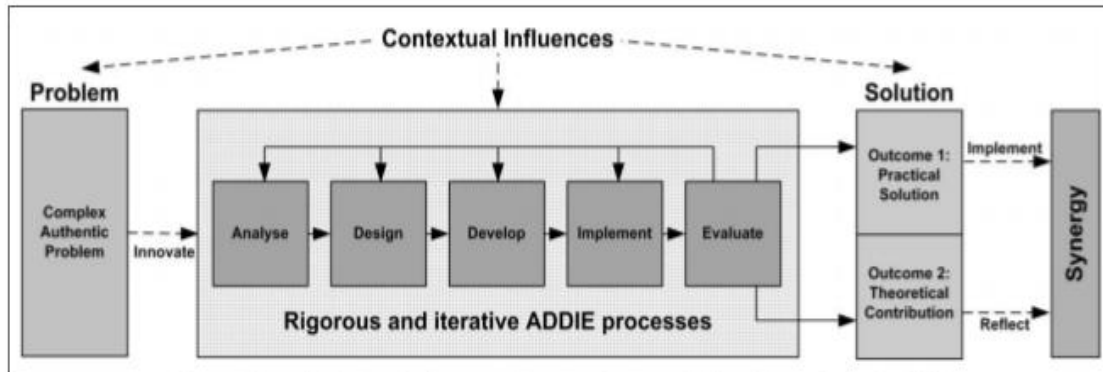 Contextual Influences
Problem
Solution
Complex
Authentic
Problem
Innovate
Analyse
Design
Develop
Implement
Evaluate
Rigorous and iterative ADDIE processes
Outcome 1:
Practical
Solution
Outcome 2:
Theoretical
Contribution
Implement
Reflect
Synergy